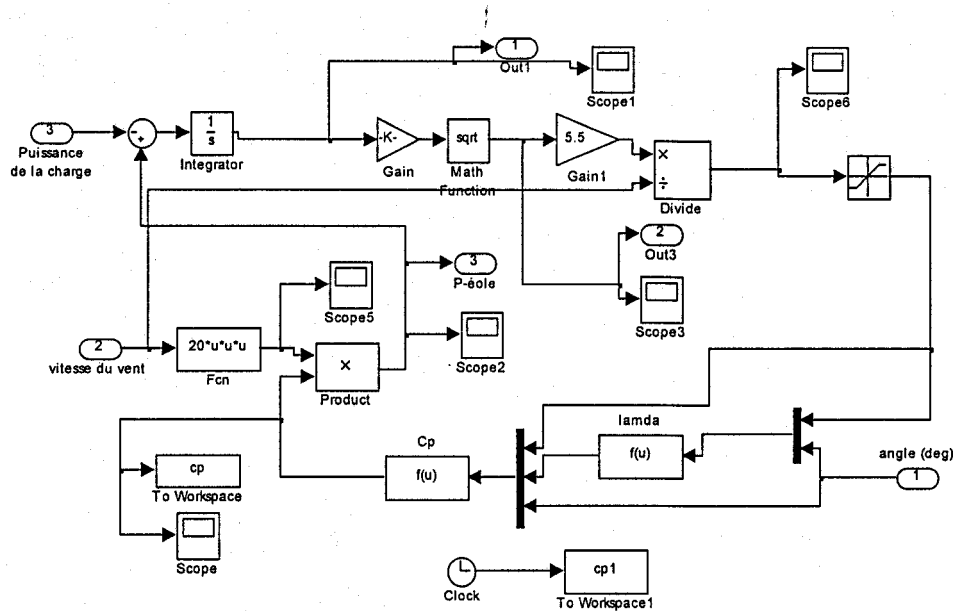 1
Out1
Scope1
Scope6
3
Puissance
de la charge
-
+
1
s
Integrator
-K-
Gain
sqrt
Math
Function
5.5
Gain1
×
÷
Divide
2
Out3
3
P-éole
Scope5
Scope3
2
vitesse du vent
20*u*u*u
Fcn
×
Product
Scope2
Cp
f(u)
lamda
f(u)
angle (deg)
1
cp
To Workspace
Scope
Clock
cp1
To Workspace1